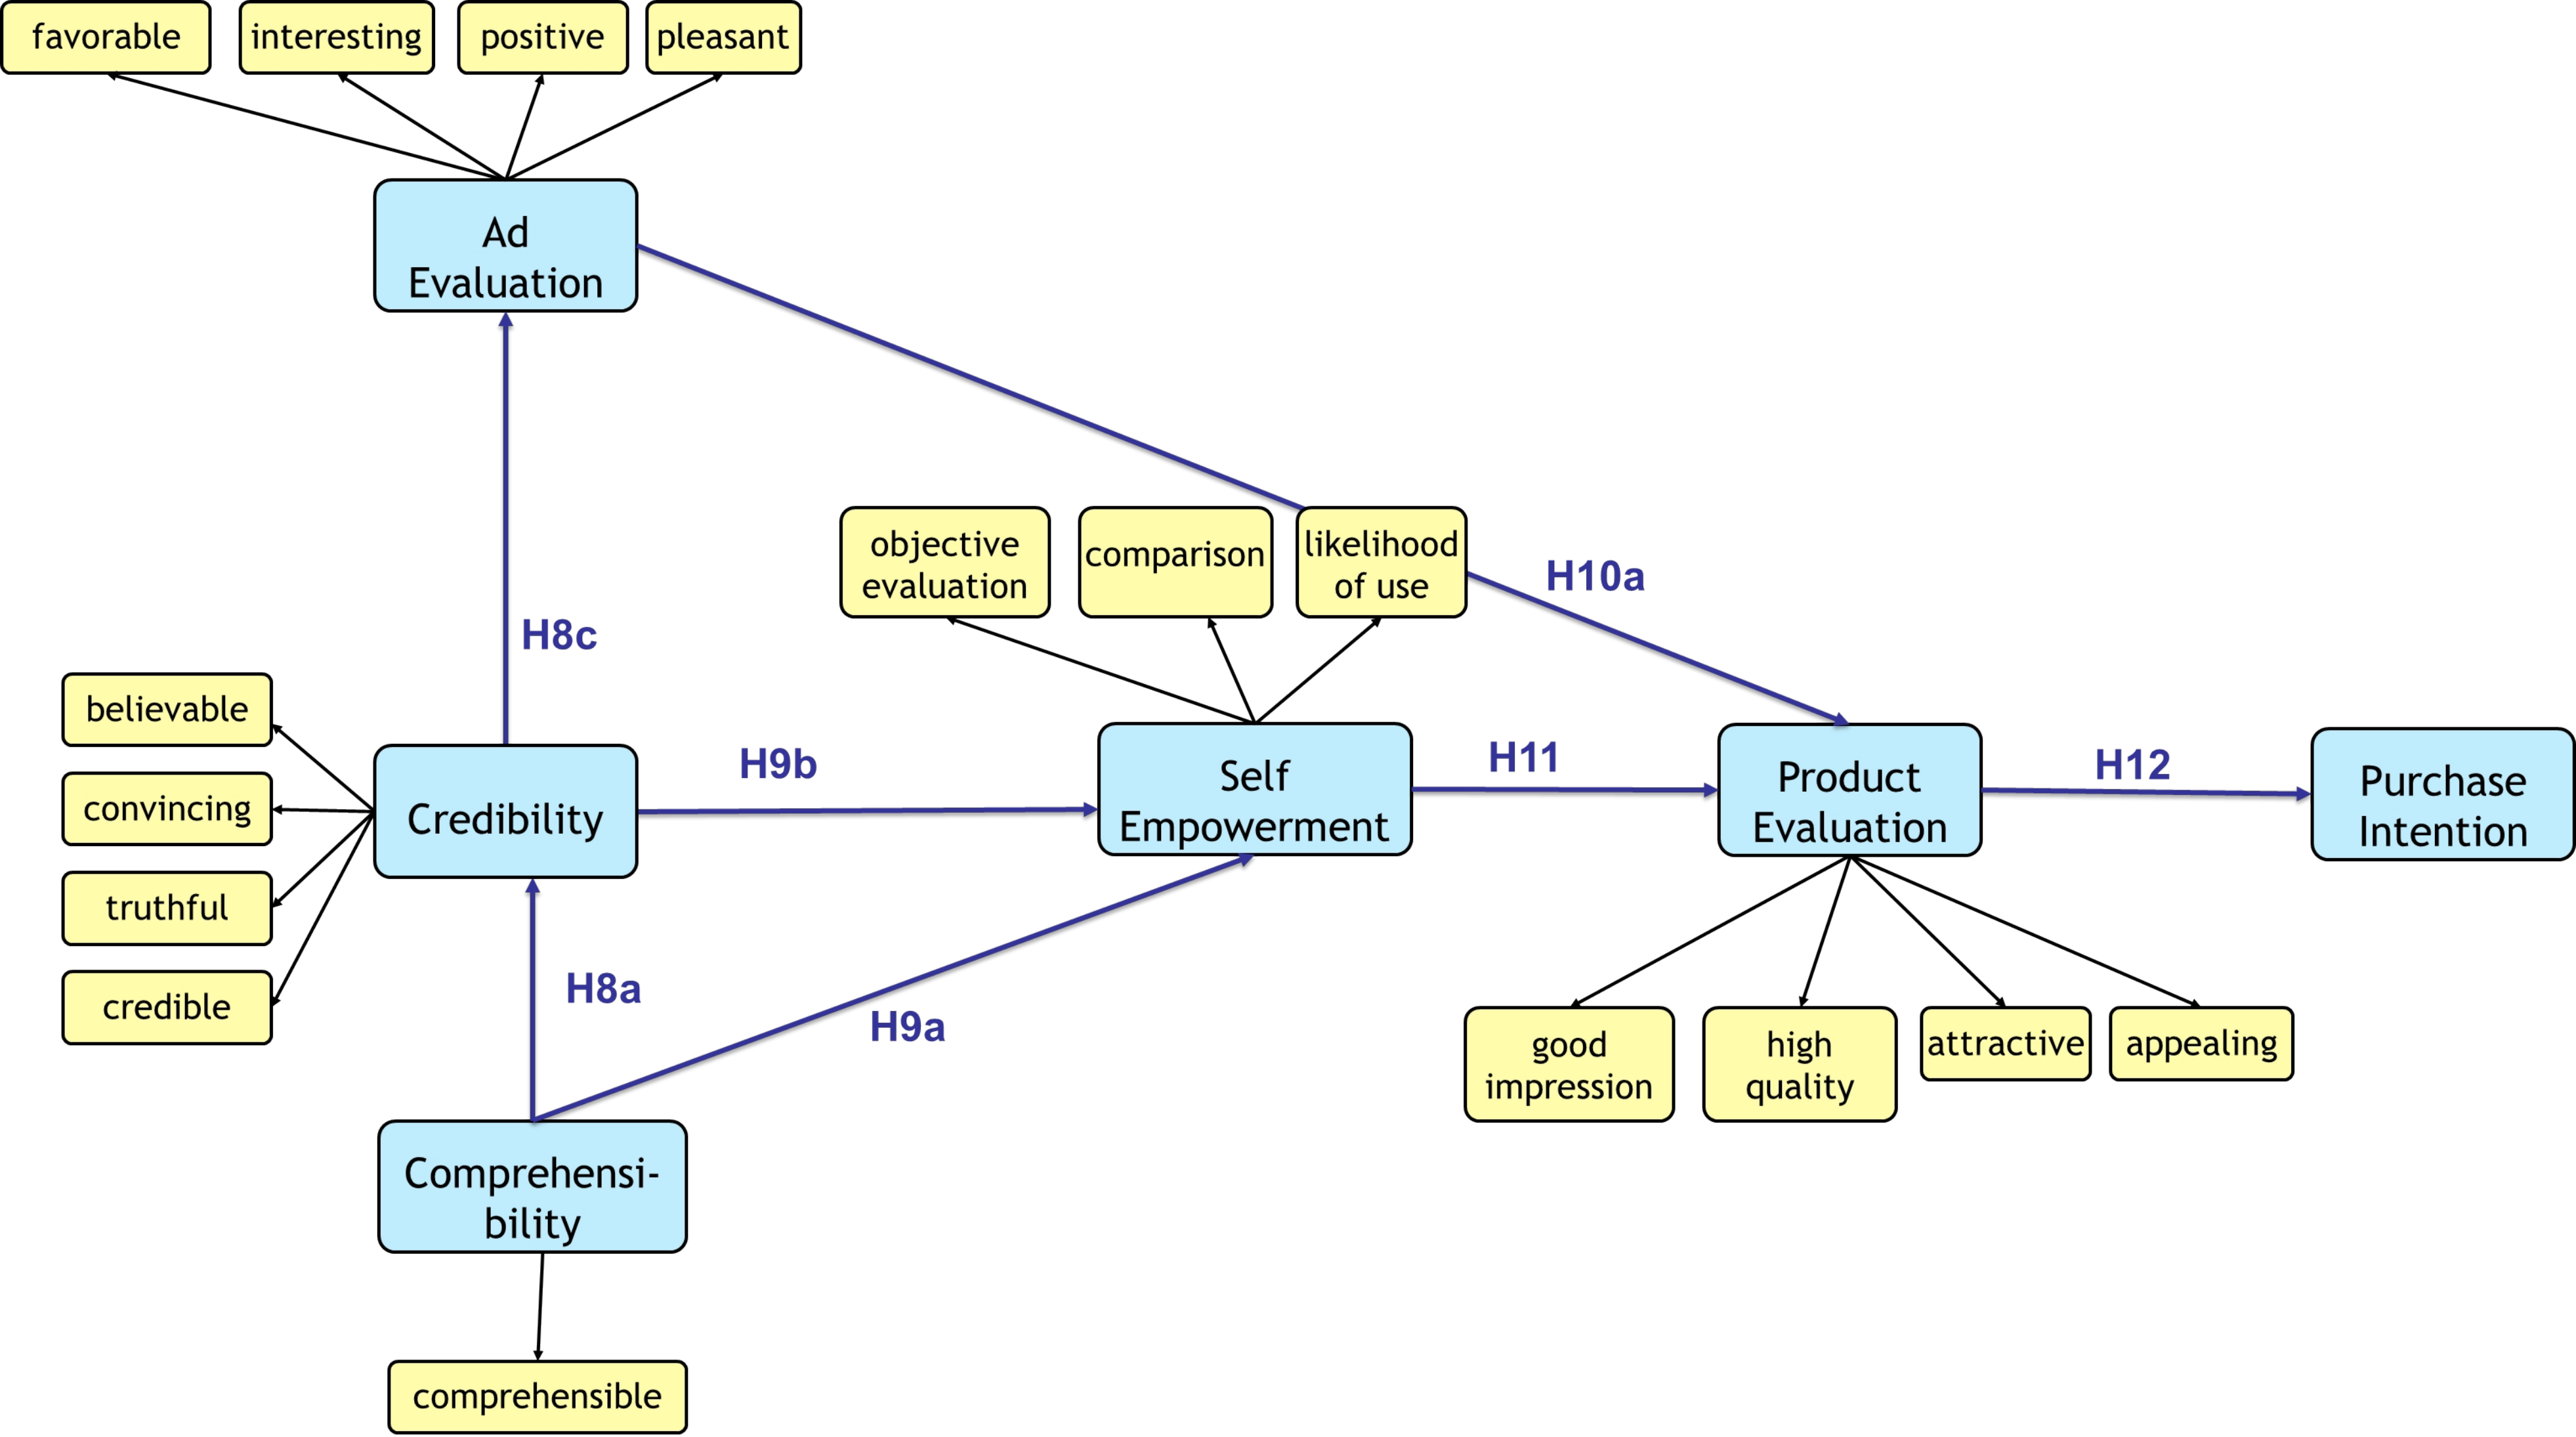 favorable
interesting
positive
pleasant
Ad
Evaluation
objective
evaluation
comparison
likelihood
of use
H10a
H8c
believable
convincing
truthful
credible
Credibility
H9b
Self
Empowerment
H11
Product
Evaluation
H12
Purchase
Intention
H8a
H9a
good
impression
high
quality
attractive
appealing
Comprehensi-
bility
comprehensible